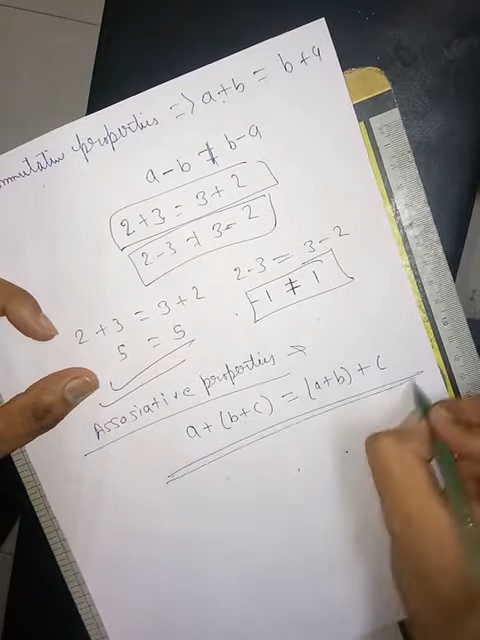 mmutativ properties => a+b = b+a
a-b ≠ b-a
2+3 = 3+2
2-3 ≠ 3-2
2+3 = 3+2
5 = 5
2-3 = 3-2
-1 ≠ 1
Assosiative properties →
a+(b+c) = (a+b)+c